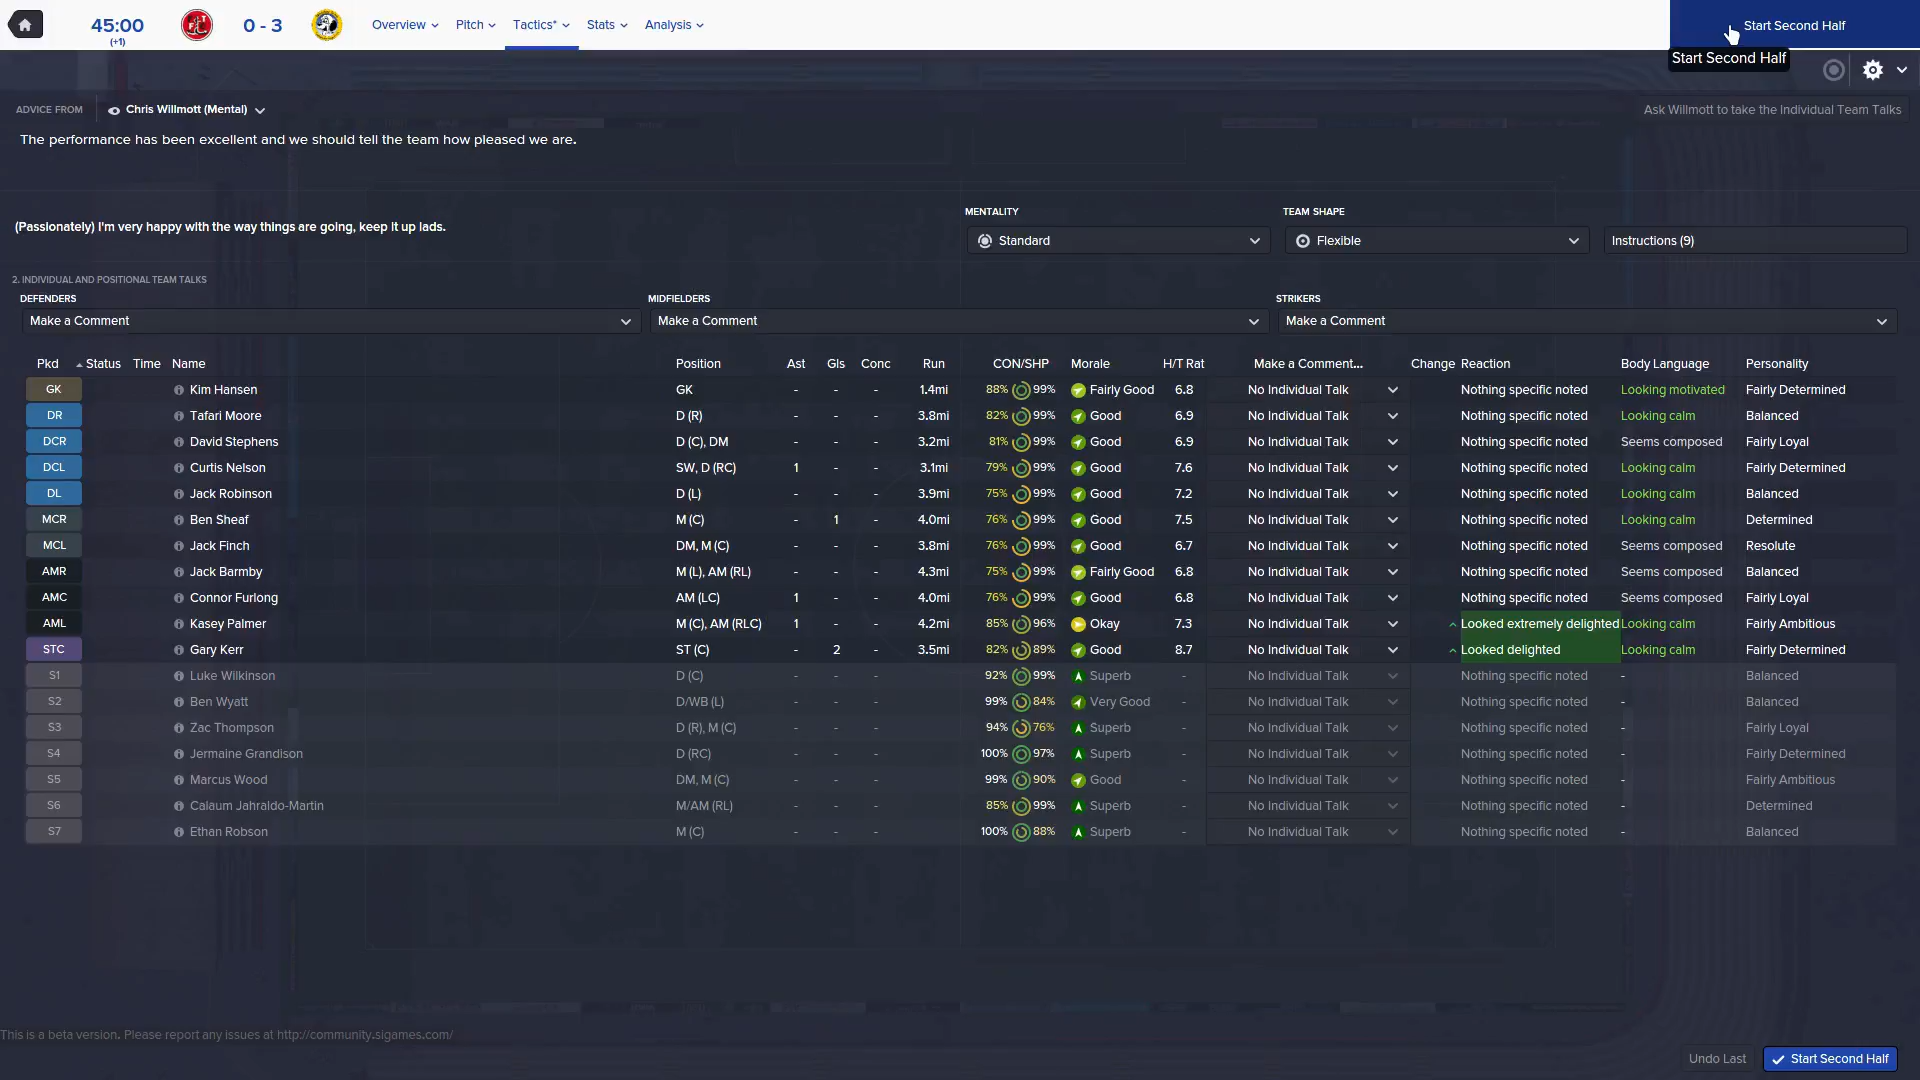 45:00
(+1)
0 - 3
Overview
Pitch
Tactics*
Stats
Analysis
Start Second Half
Start Second Half
ADVICE FROM
Chris Willmott (Mental)
Ask Willmott to take the Individual Team Talks
The performance has been excellent and we should tell the team how pleased we are.
MENTALITY TEAM SHAPE
(Passionately) I'm very happy with the way things are going, keep it up lads.
Standard Flexible Instructions (9)
2. INDIVIDUAL AND POSITIONAL TEAM TALKS
DEFENDERS MIDFIELDERS STRIKERS
Make a Comment Make a Comment Make a Comment
Pkd Status Time Name Position Ast Gls Conc Run CON/SHP Morale H/T Rat Make a Comment... Change Reaction Body Language Personality
GK Kim Hansen GK - - - 1.4mi 88% 99% Fairly Good 6.8 No Individual Talk Nothing specific noted Looking motivated Fairly Determined
DR Tafari Moore D (R) - - - 3.8mi 82% 99% Good 6.9 No Individual Talk Nothing specific noted Looking calm Balanced
DCR David Stephens D (C), DM - - - 3.2mi 81% 99% Good 6.9 No Individual Talk Nothing specific noted Seems composed Fairly Loyal
DCL Curtis Nelson SW, D (RC) 1 - - 3.1mi 79% 99% Good 7.6 No Individual Talk Nothing specific noted Looking calm Fairly Determined
DL Jack Robinson D (L) - - - 3.9mi 75% 99% Good 7.2 No Individual Talk Nothing specific noted Looking calm Balanced
MCR Ben Sheaf M (C) - 1 - 4.0mi 76% 99% Good 7.5 No Individual Talk Nothing specific noted Looking calm Determined
MCL Jack Finch DM, M (C) - - - 3.8mi 76% 99% Good 6.7 No Individual Talk Nothing specific noted Seems composed Resolute
AMR Jack Barmby M (L), AM (RL) - - - 4.3mi 75% 99% Fairly Good 6.8 No Individual Talk Nothing specific noted Seems composed Balanced
AMC Connor Furlong AM (LC) 1 - - 4.0mi 76% 99% Good 6.8 No Individual Talk Nothing specific noted Seems composed Fairly Loyal
AML Kasey Palmer M (C), AM (RLC) 1 - - 4.2mi 85% 96% Okay 7.3 No Individual Talk Looked extremely delighted Looking calm Fairly Ambitious
STC Gary Kerr ST (C) - 2 - 3.5mi 82% 89% Good 8.7 No Individual Talk Looked delighted Looking calm Fairly Determined
S1 Luke Wilkinson D (C) - - - 92% 99% Superb - No Individual Talk Nothing specific noted - Balanced
S2 Ben Wyatt D/WB (L) - - - 99% 84% Very Good - No Individual Talk Nothing specific noted - Balanced
S3 Zac Thompson D (R), M (C) - - - 94% 76% Superb - No Individual Talk Nothing specific noted - Fairly Loyal
S4 Jermaine Grandison D (RC) - - - 100% 97% Superb - No Individual Talk Nothing specific noted - Fairly Determined
S5 Marcus Wood DM, M (C) - - - 99% 90% Good - No Individual Talk Nothing specific noted - Fairly Ambitious
S6 Calaum Jahraldo-Martin M/AM (RL) - - - 85% 99% Superb - No Individual Talk Nothing specific noted - Determined
S7 Ethan Robson M (C) - - - 100% 88% Superb - No Individual Talk Nothing specific noted - Balanced
This is a beta version. Please report any issues at http://community.sigames.com/
Undo Last Start Second Half